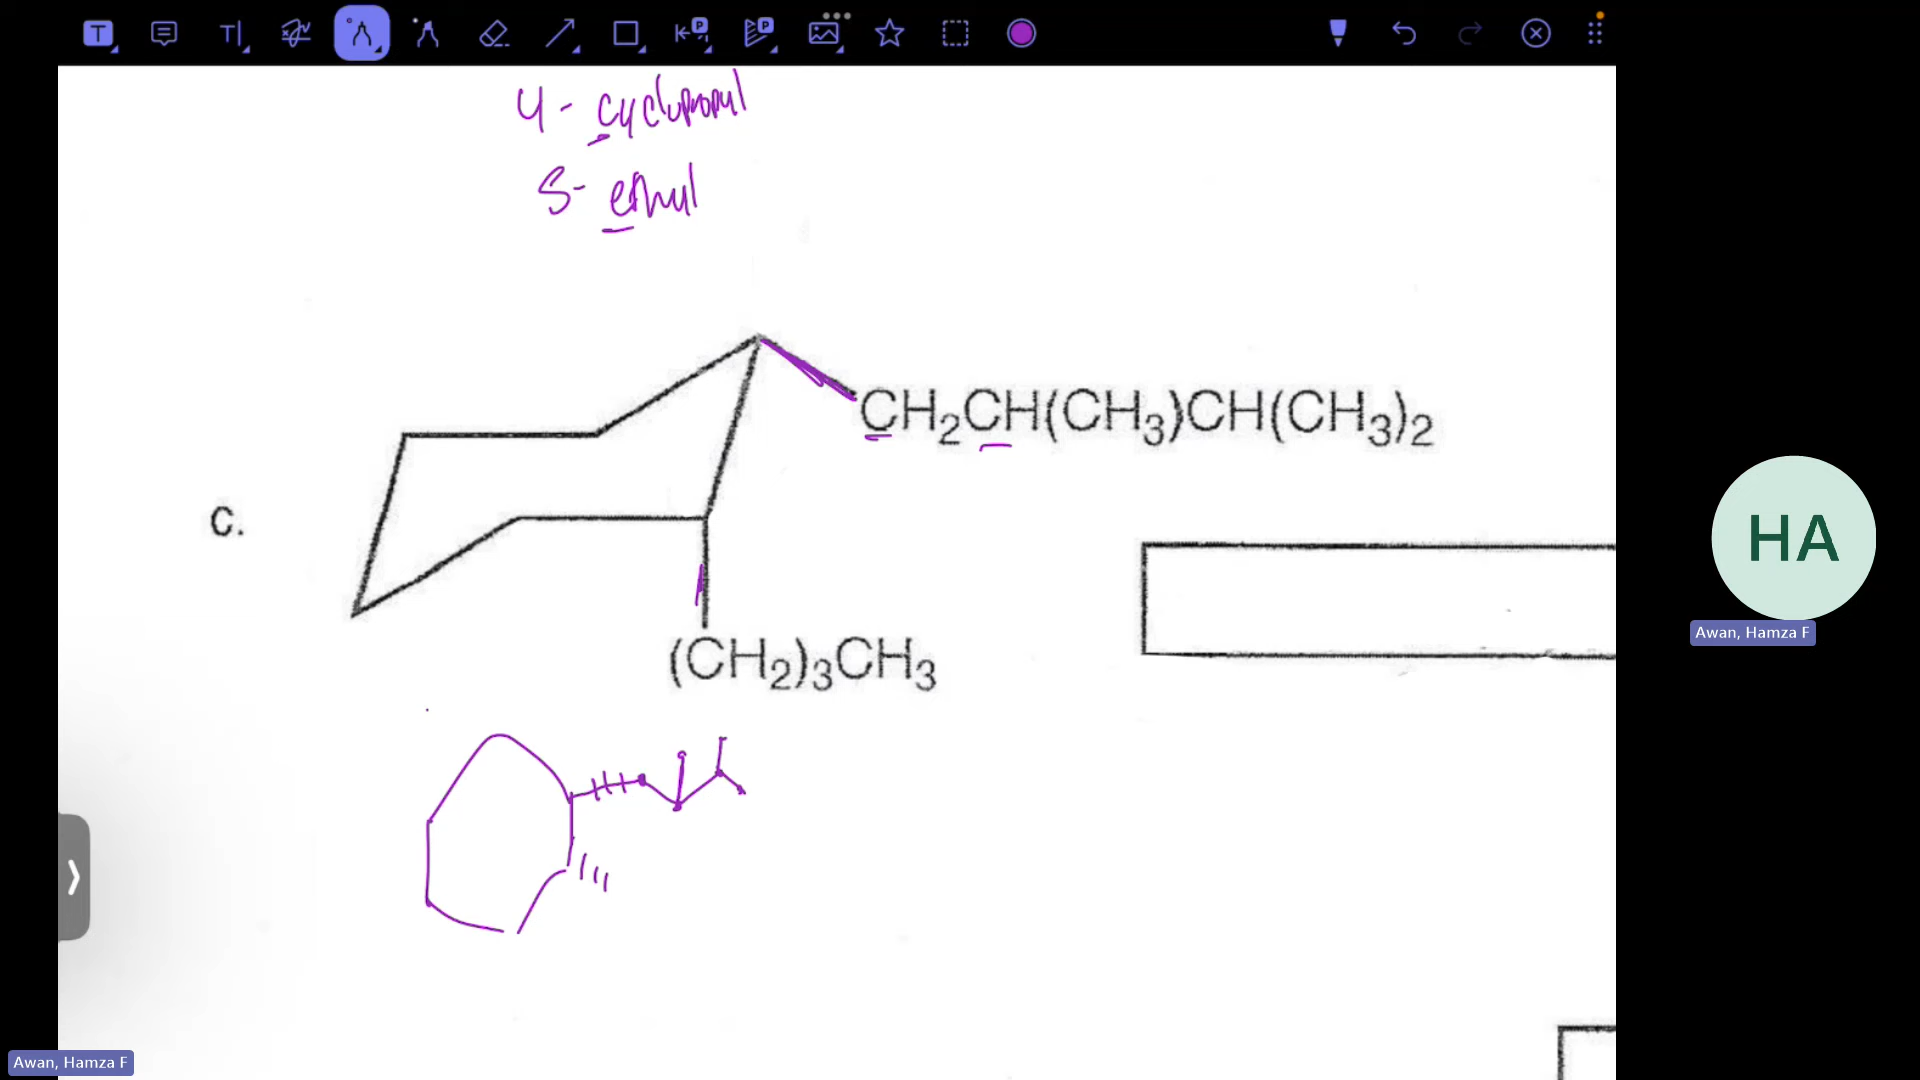 4- cyclopropyl
5- ethyl
CH2CH(CH3)CH(CH3)2
c.
(CH2)3CH3
HA
Awan, Hamza F
Awan, Hamza F